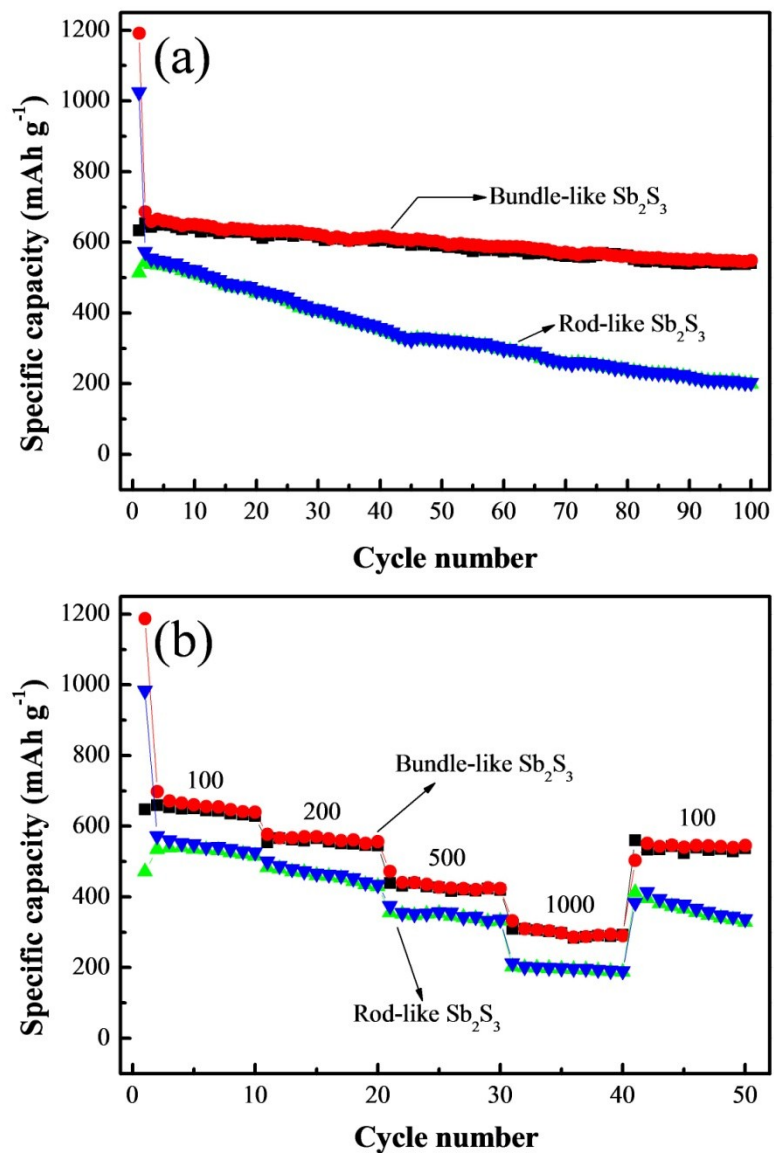 (a)
Specific capacity (mAh g⁻¹)
1200
1000
800
600
400
200
0
Bundle-like Sb₂S₃
Rod-like Sb₂S₃
0 10 20 30 40 50 60 70 80 90 100
Cycle number
(b)
Specific capacity (mAh g⁻¹)
1200
1000
800
600
400
200
0
100
200
500
1000
100
Bundle-like Sb₂S₃
Rod-like Sb₂S₃
0 10 20 30 40 50
Cycle number